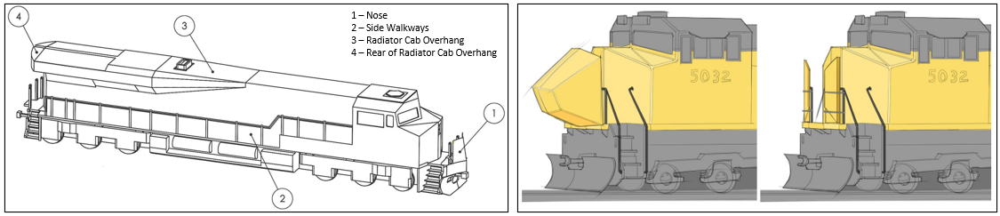 4
3
1 – Nose
2 – Side Walkways
3 – Radiator Cab Overhang
4 – Rear of Radiator Cab Overhang
1
2
5032
5032